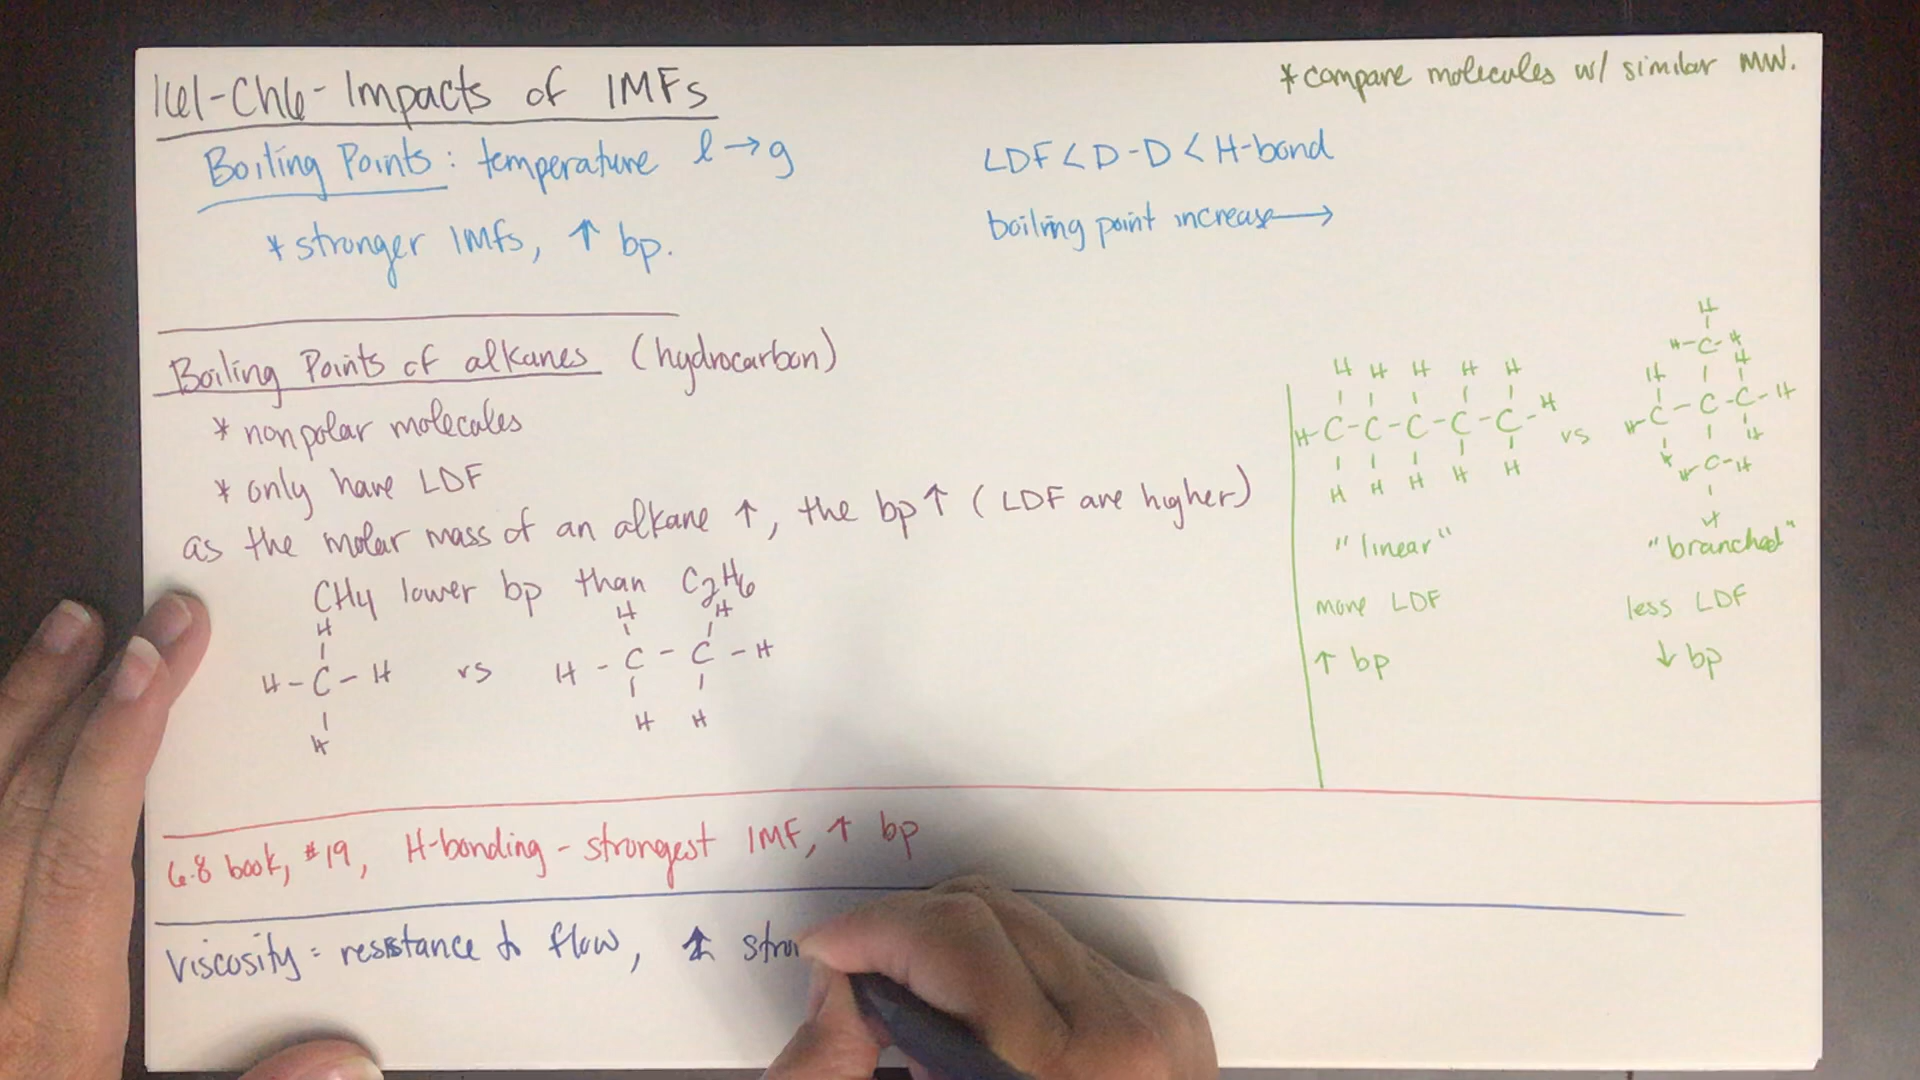 161-Ch6-Impacts of IMFs
* compare molecules w/ similar MW.
Boiling Points: temperature l→g
* stronger IMFs, ↑ bp.
LDF < D-D < H-bond
boiling point increase→
Boiling Points of alkanes (hydrocarbon)
* nonpolar molecules
* only have LDF
as the molar mass of an alkane ↑, the bp↑ (LDF are higher)
CH4 lower bp than C2H6
H
H-C-H
H
vs
H H
H-C-C-H
H H
H H H H H
H-C-C-C-C-C-H
H H H H H
vs
H
H-C-H
H H
H-C-C-C-H
H H
H-C-H
H
"linear"
"branched"
more LDF
less LDF
↑ bp
↓ bp
6.8 book, #19, H-bonding - strongest IMF, ↑ bp
Viscosity: resistance to flow, ↑